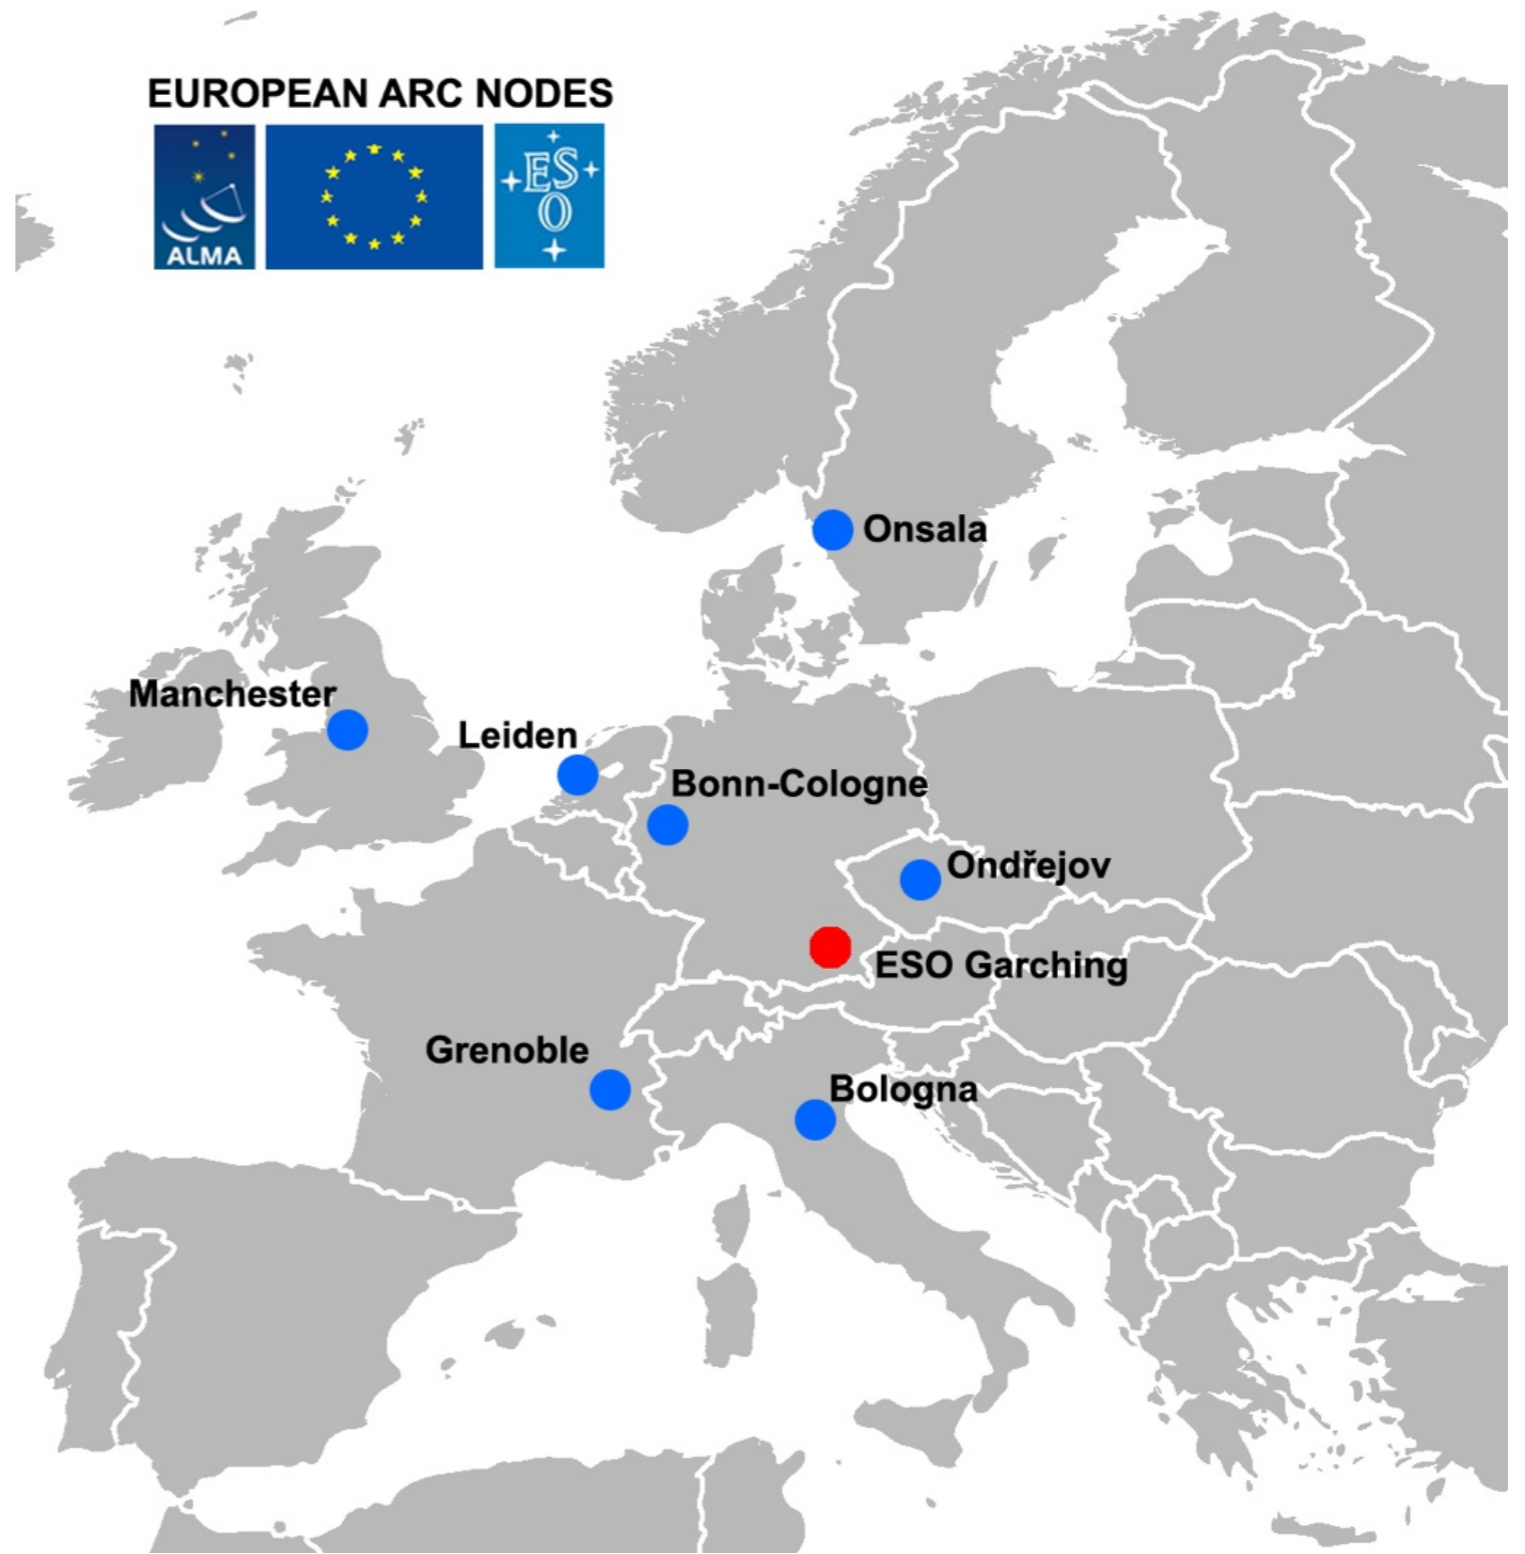 EUROPEAN ARC NODES
ALMA
ES
O
Onsala
Manchester
Leiden
Bonn-Cologne
Ondřejov
ESO Garching
Grenoble
Bologna